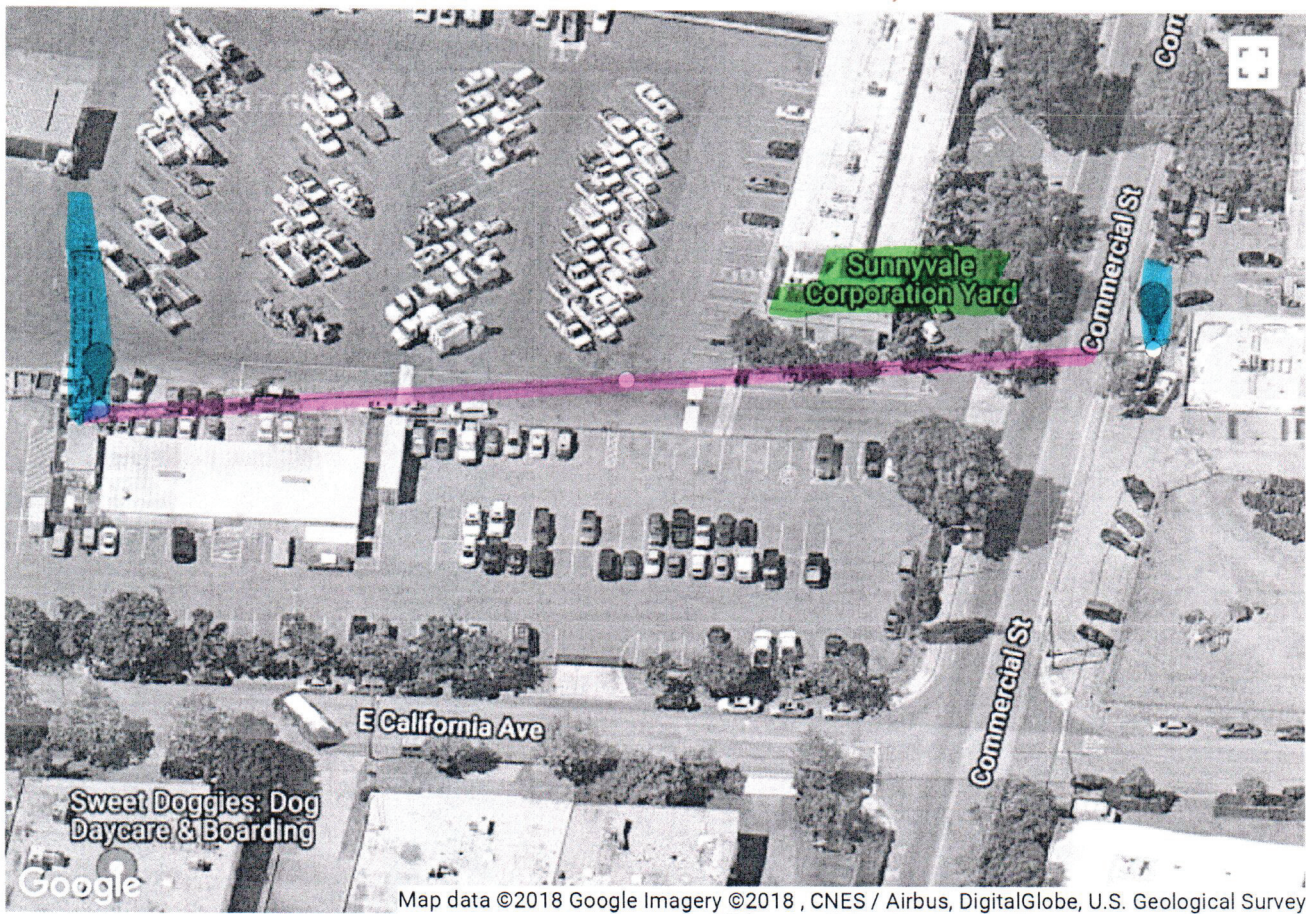 Com
Commercial St
Sunnyvale
Corporation Yard
Commercial St
E California Ave
Sweet Doggies: Dog
Daycare & Boarding
Google
Map data ©2018 Google Imagery ©2018 , CNES / Airbus, DigitalGlobe, U.S. Geological Survey